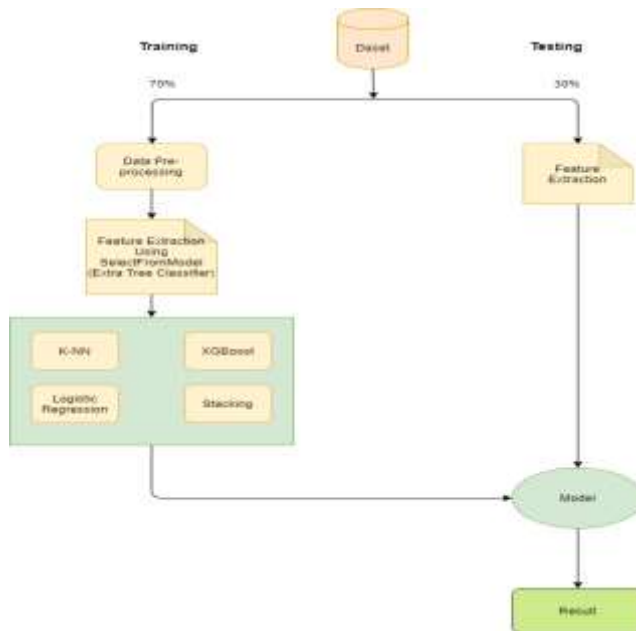 Training
Daset
Testing
70%
30%
Data Pre-
processing
Feature
Extraction
Feature Extraction
Using
SelectFromModel
(Extra Tree Classifier)
K-NN
XGBoost
Logistic
Regression
Stacking
Model
Result